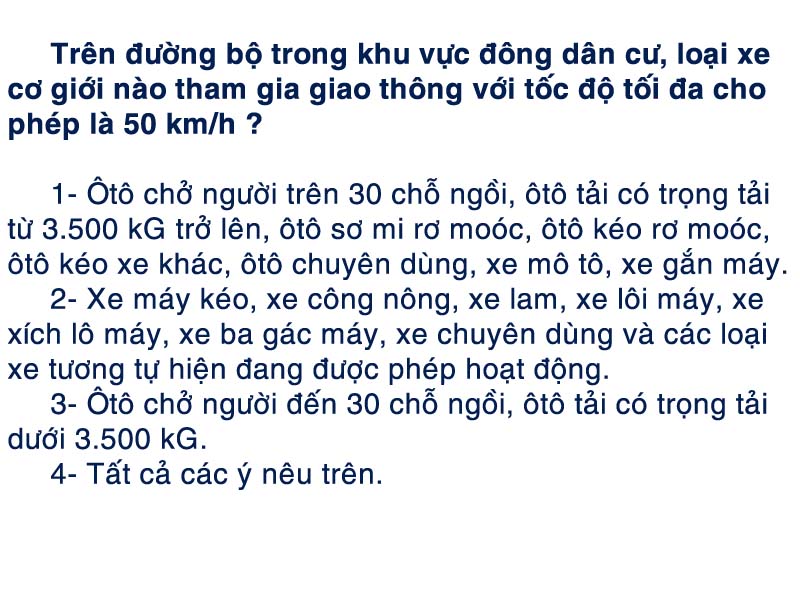 Trên đường bộ trong khu vực đông dân cư, loại xe
cơ giới nào tham gia giao thông với tốc độ tối đa cho
phép là 50 km/h ?
1- Ôtô chở người trên 30 chỗ ngồi, ôtô tải có trọng tải
từ 3.500 kG trở lên, ôtô sơ mi rơ moóc, ôtô kéo rơ moóc,
ôtô kéo xe khác, ôtô chuyên dùng, xe mô tô, xe gắn máy.
2- Xe máy kéo, xe công nông, xe lam, xe lôi máy, xe
xích lô máy, xe ba gác máy, xe chuyên dùng và các loại
xe tương tự hiện đang được phép hoạt động.
3- Ôtô chở người đến 30 chỗ ngồi, ôtô tải có trọng tải
dưới 3.500 kG.
4- Tất cả các ý nêu trên.